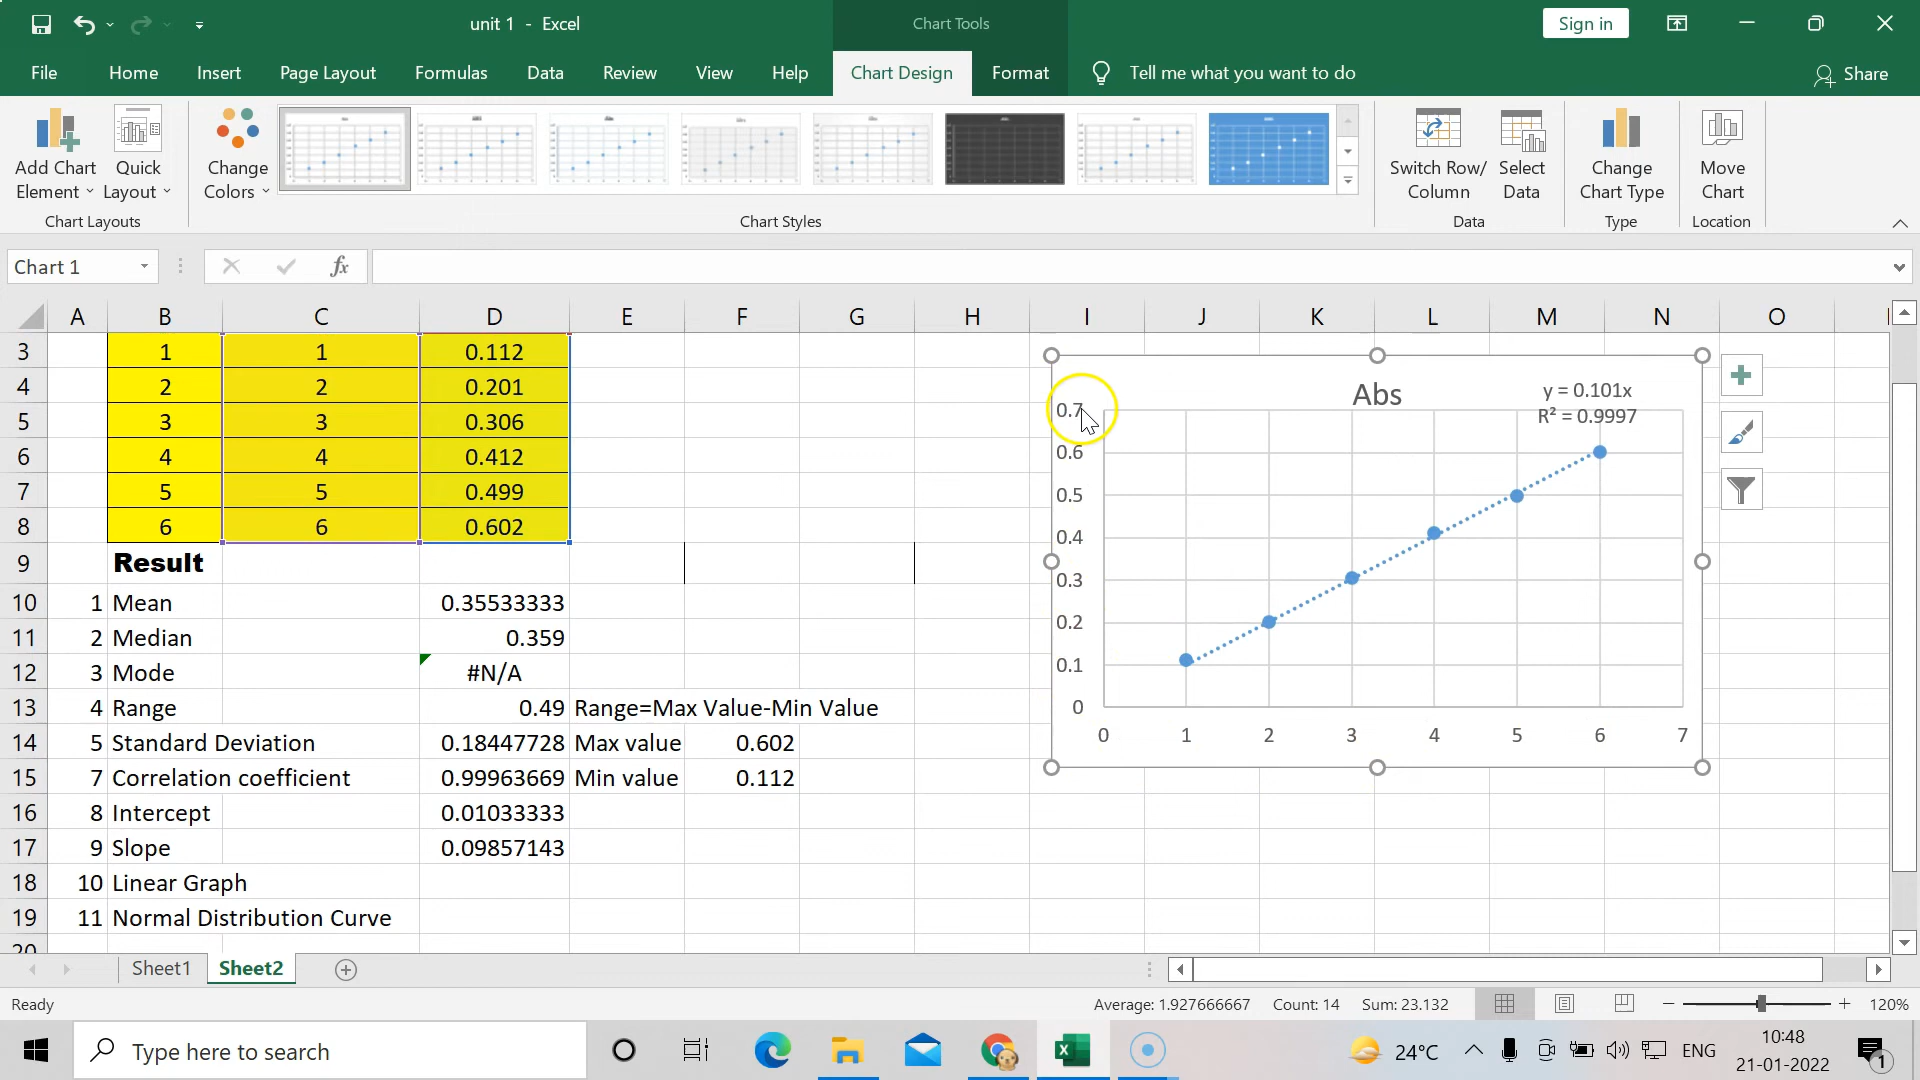 unit 1 - Excel
Chart Tools
Sign in
File Home Insert Page Layout Formulas Data Review View Help Chart Design Format Tell me what you want to do Share
Add Chart Element
Quick Layout
Chart Layouts
Change Colors
Chart Styles
Switch Row/ Column
Select Data
Data
Change Chart Type
Type
Move Chart
Location
Chart 1
fx
A B C D E F G H I J K L M N O
3 1 1 0.112
4 2 2 0.201
5 3 3 0.306
6 4 4 0.412
7 5 5 0.499
8 6 6 0.602
9 Result
10 1 Mean 0.35533333
11 2 Median 0.359
12 3 Mode #N/A
13 4 Range 0.49 Range=Max Value-Min Value
14 5 Standard Deviation 0.18447728 Max value 0.602
15 7 Correlation coefficient 0.99963669 Min value 0.112
16 8 Intercept 0.01033333
17 9 Slope 0.09857143
18 10 Linear Graph
19 11 Normal Distribution Curve
20
Abs
y = 0.101x
R² = 0.9997
0.7
0.6
0.5
0.4
0.3
0.2
0.1
0
0 1 2 3 4 5 6 7
Sheet1 Sheet2
Ready
Average: 1.927666667 Count: 14 Sum: 23.132
120%
Type here to search
24°C
ENG
10:48
21-01-2022
1